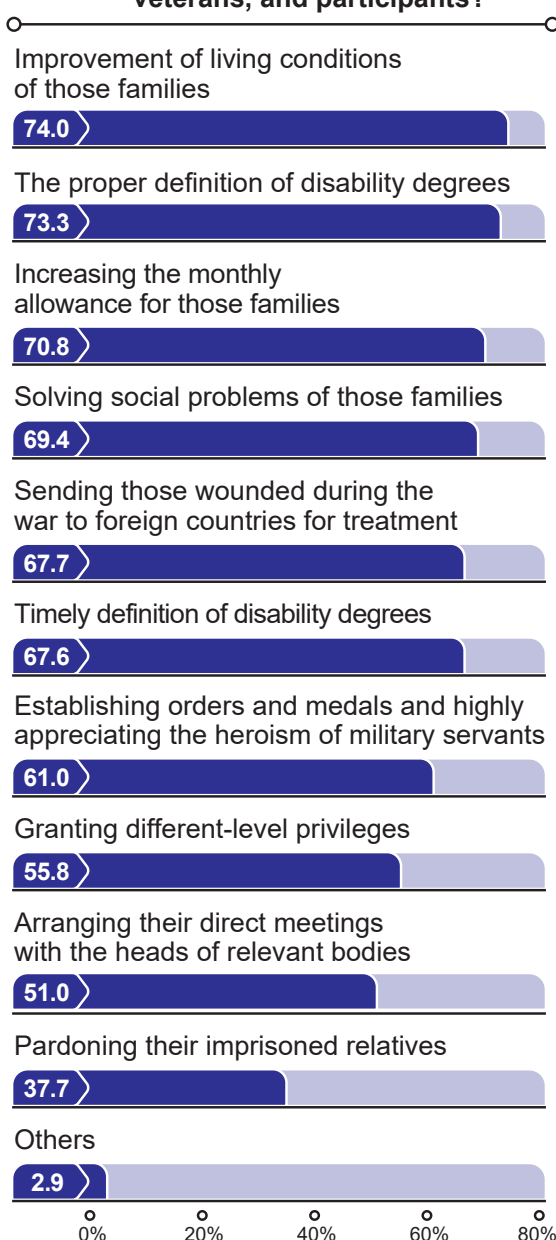 veterans, and participants?
Improvement of living conditions
of those families
74.0
The proper definition of disability degrees
73.3
Increasing the monthly
allowance for those families
70.8
Solving social problems of those families
69.4
Sending those wounded during the
war to foreign countries for treatment
67.7
Timely definition of disability degrees
67.6
Establishing orders and medals and highly
appreciating the heroism of military servants
61.0
Granting different-level privileges
55.8
Arranging their direct meetings
with the heads of relevant bodies
51.0
Pardoning their imprisoned relatives
37.7
Others
2.9
0% 20% 40% 60% 80%